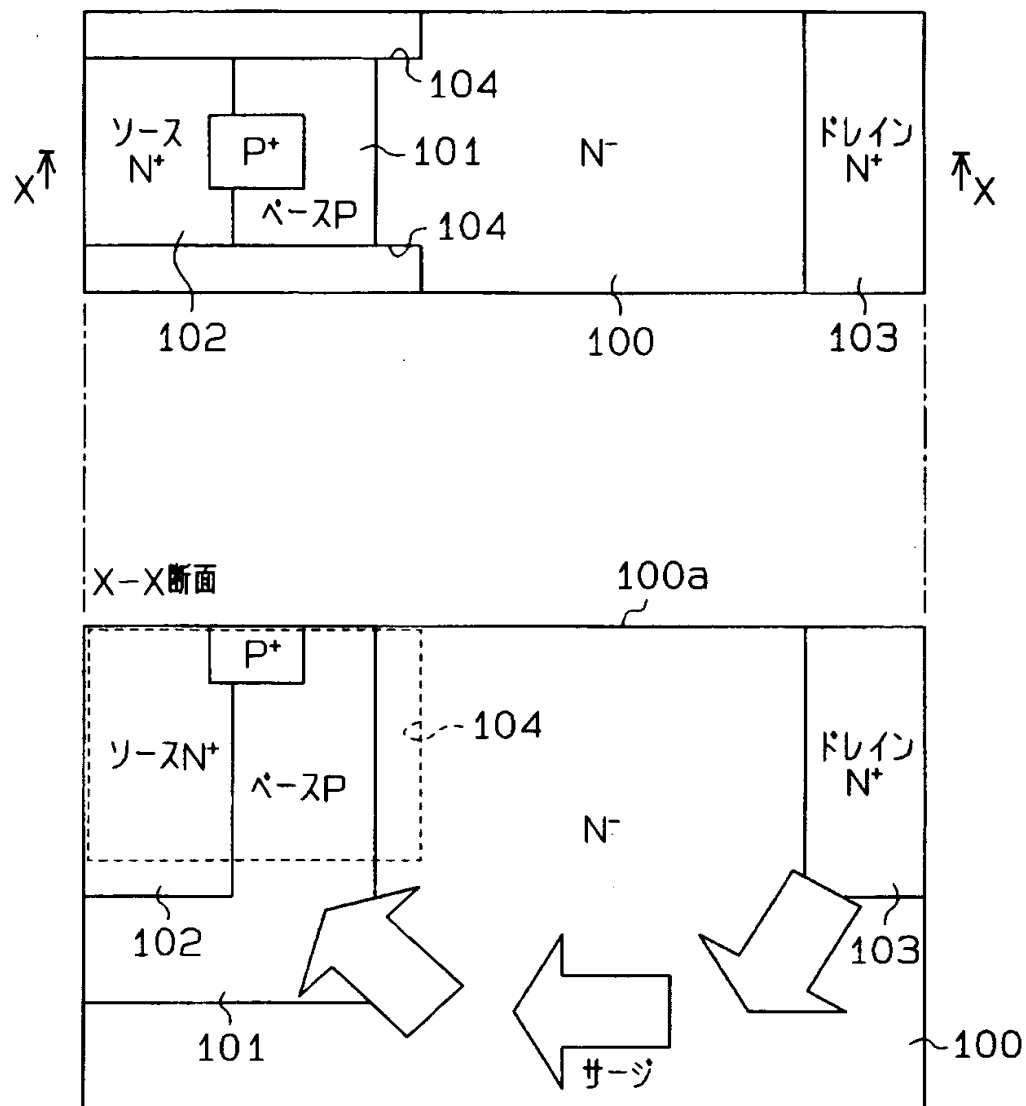 104
ソース
N⁺
P⁺
101
N⁻
ドレイン
N⁺
X
X
ベースP
104
102
100
103
X-X断面
100a
P⁺
ソースN⁺
104
ドレイン
N⁺
ベースP
N⁻
102
103
101
サージ
100